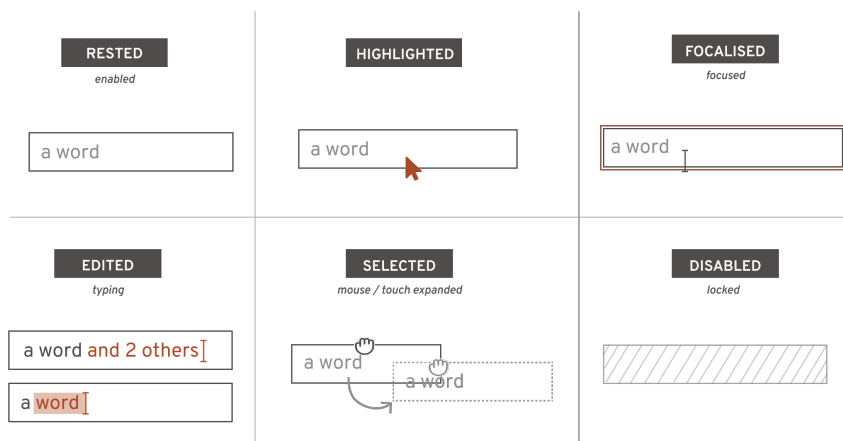 RESTED
enabled
a word
HIGHLIGHTED
a word
FOCALISED
focused
a word
EDITED
typing
a word and 2 others
a word
SELECTED
mouse / touch expanded
a word
a word
DISABLED
locked